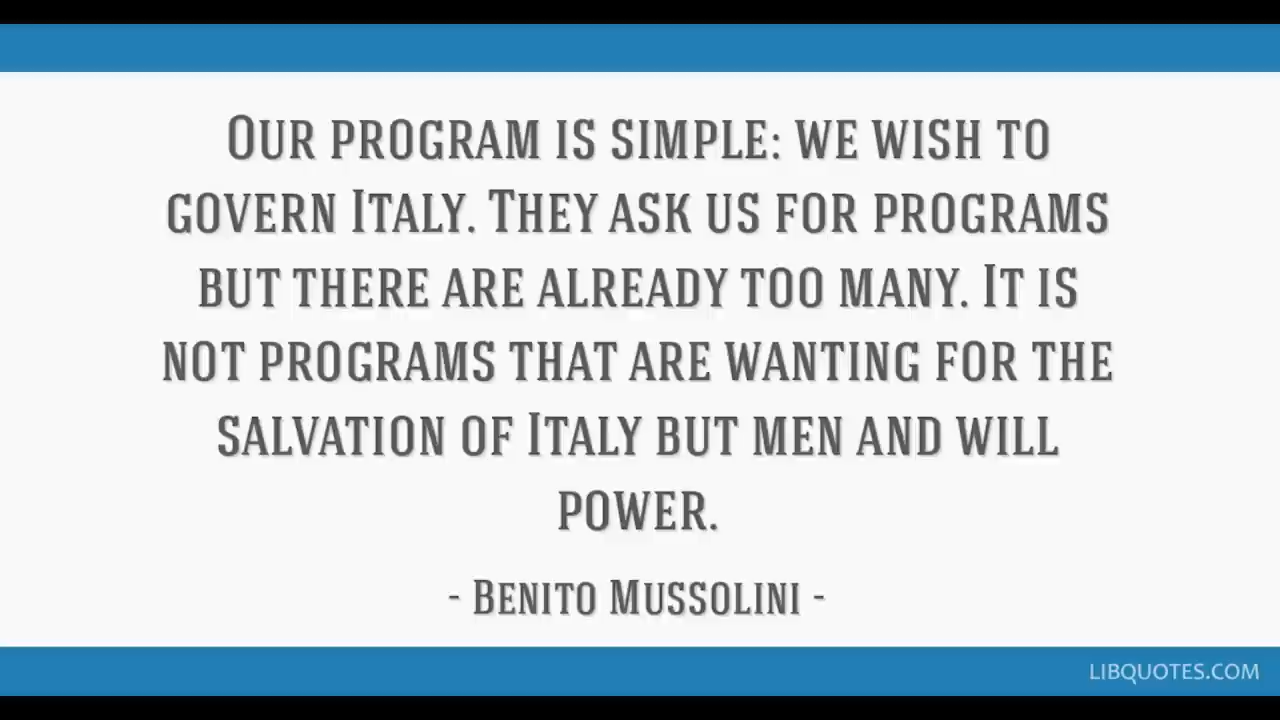 Our program is simple: we wish to
govern Italy. They ask us for programs
but there are already too many. It is
not programs that are wanting for the
salvation of Italy but men and will
power.
- Benito Mussolini -
LIBQUOTES.COM